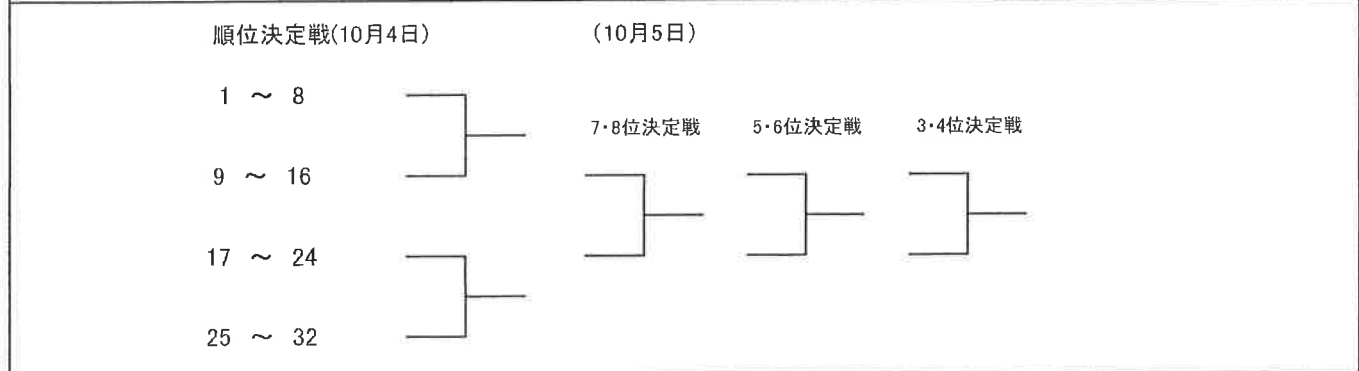 順位決定戦(10月4日)
(10月5日)
1 ～ 8
7・8位決定戦
5・6位決定戦
3・4位決定戦
9 ～ 16
17 ～ 24
25 ～ 32